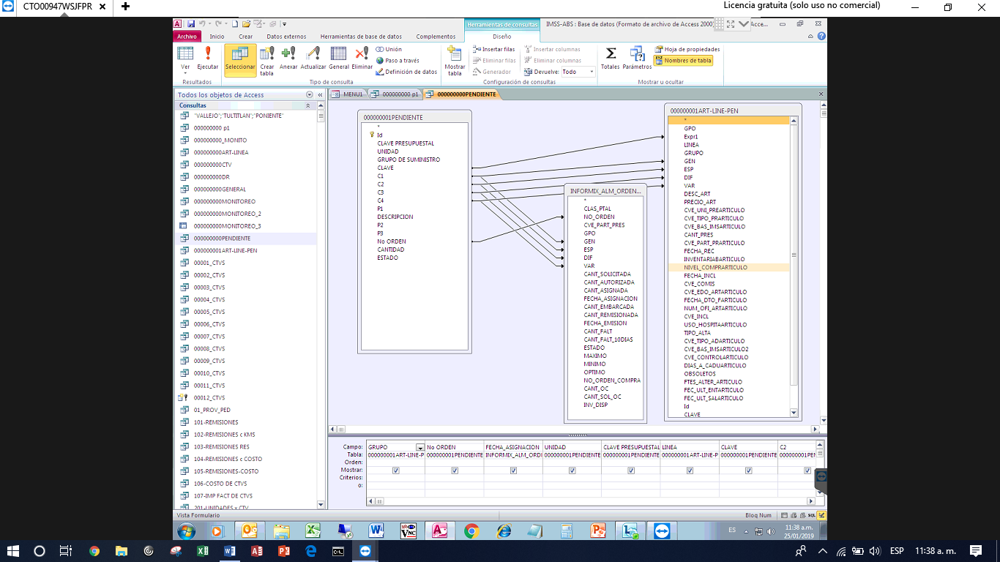 CTO00947WSJFPR
Licencia gratuita (solo uso no comercial)
Herramientas de consultas
IMSS-ABS : Base de datos (Formato de archivo de Access 2000)
Acce...
Archivo
Inicio
Crear
Datos externos
Herramientas de base de datos
Complementos
Diseño
Ver
Ejecutar
Seleccionar
Crear tabla
Anexar
Actualizar
General
Eliminar
Unión
Paso a través
Definición de datos
Mostrar tabla
Insertar filas
Eliminar filas
Generador
Insertar columnas
Eliminar columnas
Devuelve: Todo
Totales
Parámetros
Hoja de propiedades
Nombres de tabla
Resultados
Tipo de consulta
Configuración de consultas
Mostrar u ocultar
Todos los objetos de Access
Consultas
"VALLEJO";"TULTITLAN";"PONIENTE"
000000000 p1
000000000_MONITO
000000000ART-LINEA
000000000CTV
000000000DR
000000000GENERAL
000000000MONITOREO
000000000MONITOREO_2
000000000MONITOREO_3
000000000PENDIENTE
000000001ART-LINE-PEN
00001_CTVS
00002_CTVS
00003_CTVS
00004_CTVS
00005_CTVS
00006_CTVS
00007_CTVS
00008_CTVS
00009_CTVS
00010_CTVS
00011_CTVS
00012_CTVS
01_PROV_PED
101-REMISIONES
102-REMISIONES c KMS
103-REMISIONES RES
104-REMISIONES c COSTO
105-REMISIONES-COSTO
106-COSTO DE CTVS
107-IMP FACT DE CTVS
201-UNIDADES x CTV
MENU1
000000000 p1
000000000PENDIENTE
000000001PENDIENTE
*
Id
CLAVE PRESUPUESTAL
UNIDAD
GRUPO DE SUMINISTRO
CLAVE
C1
C2
C3
C4
P1
DESCRIPCION
P2
P3
No ORDEN
CANTIDAD
ESTADO
INFORMIX_ALM_ORDEN...
*
CLAS_PTAL
NO_ORDEN
CVE_PART_PRES
GPO
GEN
ESP
DIF
VAR
CANT_SOLICITADA
CANT_AUTORIZADA
CANT_ASIGNADA
FECHA_ASIGNACION
CANT_EMBARCADA
CANT_REMISIONADA
FECHA_EMISION
CANT_FALT
CANT_FALT_10DIAS
ESTADO
MAXIMO
MINIMO
OPTIMO
NO_ORDEN_COMPRA
CANT_OC
CANT_SOL_OC
INV_DISP
000000001ART-LINE-PEN
*
GPO
Expr1
LINEA
GRUPO
GEN
ESP
DIF
VAR
DESC_ART
PRECIO_ART
CVE_UNI_PREARTICULO
CVE_TIPO_PRARTICULO
CVE_BAS_IMSARTICULO
CANT_PRES
CVE_PART_PRARTICULO
FECHA_REC
INVENTARIABARTICULO
NIVEL_COMPRARTICULO
FECHA_INCL
CVE_COMIS
CVE_EDO_ARTARTICULO
FECHA_DTO_FARTICULO
NUM_OFI_ARTARTICULO
CVE_INCL
USO_HOSPITAARTICULO
TIPO_ALTA
CVE_TIPO_ADARTICULO
CVE_BAS_IMSARTICULO2
CVE_CONTROLARTICULO
DIAS_A_CADUARTICULO
OBSOLETOS
FTES_ALTER_ARTICULO
FEC_ULT_ENTARTICULO
FEC_ULT_SALARTICULO
Id
CLAVE
Campo: GRUPO No ORDEN FECHA_ASIGNACION UNIDAD CLAVE PRESUPUESTAL LINEA CLAVE C2
Tabla: 000000001ART-LINE-P 000000001PENDIENTE INFORMIX_ALM_ORDI 000000001PENDIENTE 000000001PENDIENTE 000000001ART-LINE-P 000000001PENDIENTE 000000001PEN
Orden:
Mostrar:
Criterios:
o:
Vista Formulario
Bloq Num
SQL
ES
11:38 a.m.
25/01/2019
ESP
11:38 a. m.